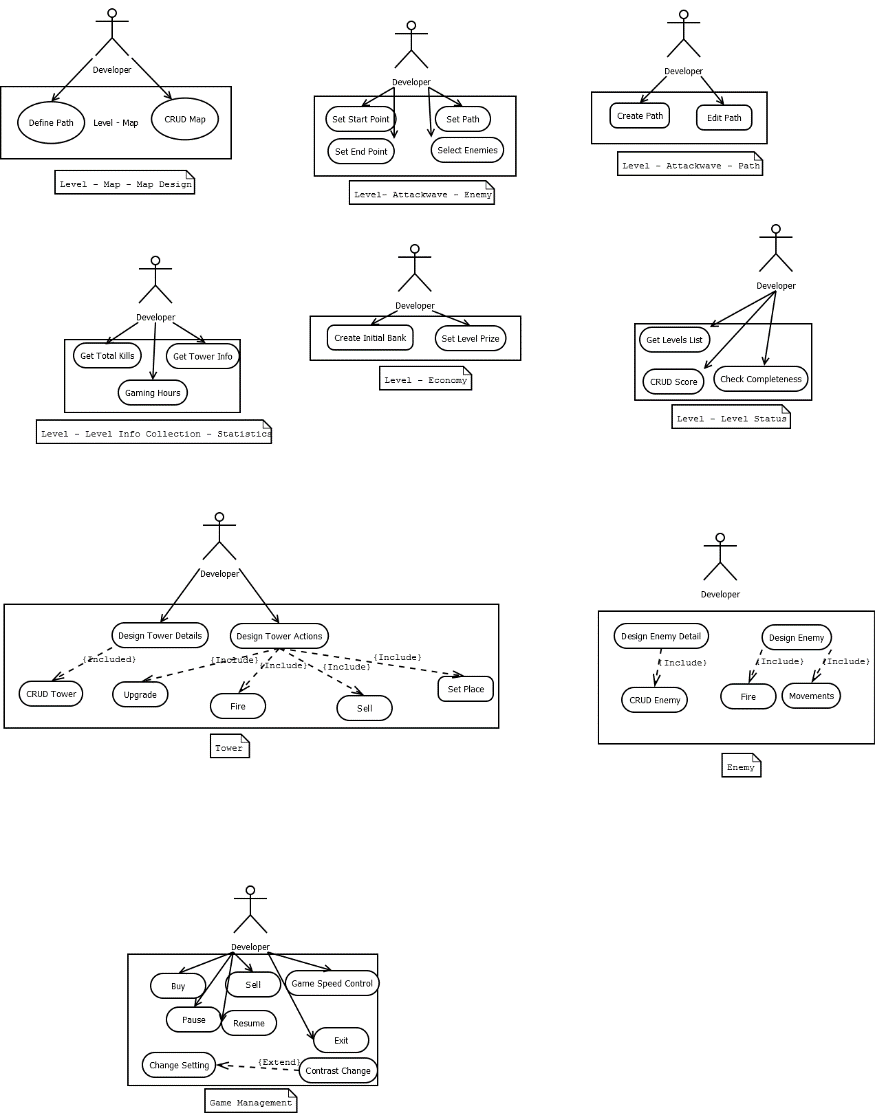 Developer
Define Path
Level - Map
CRUD Map
Level - Map - Map Design
Developer
Set Start Point
Set Path
Set End Point
Select Enemies
Level- Attackwave - Enemy
Developer
Create Path
Edit Path
Level - Attackwave - Path
Developer
Get Total Kills
Get Tower Info
Gaming Hours
Level - Level Info Collection - Statistics
Developer
Create Initial Bank
Set Level Prize
Level - Economy
Developer
Get Levels List
CRUD Score
Check Completeness
Level - Level Status
Developer
Design Tower Details
Design Tower Actions
{Included}
{Include}
{Include}
{Include}
{Include}
CRUD Tower
Upgrade
Fire
Sell
Set Place
Tower
Developer
Design Enemy Detail
Design Enemy
{Include}
{Include}
{Include}
CRUD Enemy
Fire
Movements
Enemy
Developer
Buy
Sell
Game Speed Control
Pause
Resume
Exit
Change Setting
{Extend}
Contrast Change
Game Management